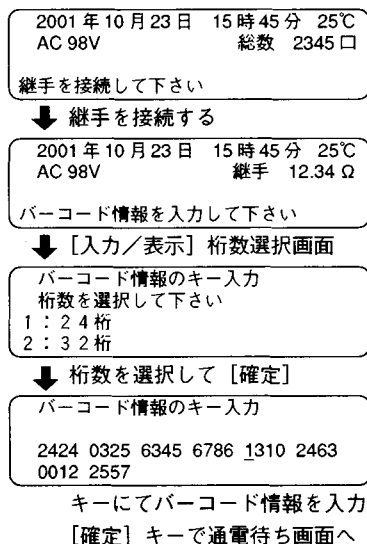 2001年10月23日 15時45分 25℃
AC 98V 総数 2345口
継手を接続して下さい
継手を接続する
2001年10月23日 15時45分 25℃
AC 98V 継手 12.34 Ω
バーコード情報を入力して下さい
[入力／表示] 桁数選択画面
バーコード情報のキー入力
桁数を選択して下さい
1：24桁
2：32桁
桁数を選択して [確定]
バーコード情報のキー入力
2424 0325 6345 6786 1310 2463
0012 2557
キーにてバーコード情報を入力
[確定] キーで通電待ち画面へ